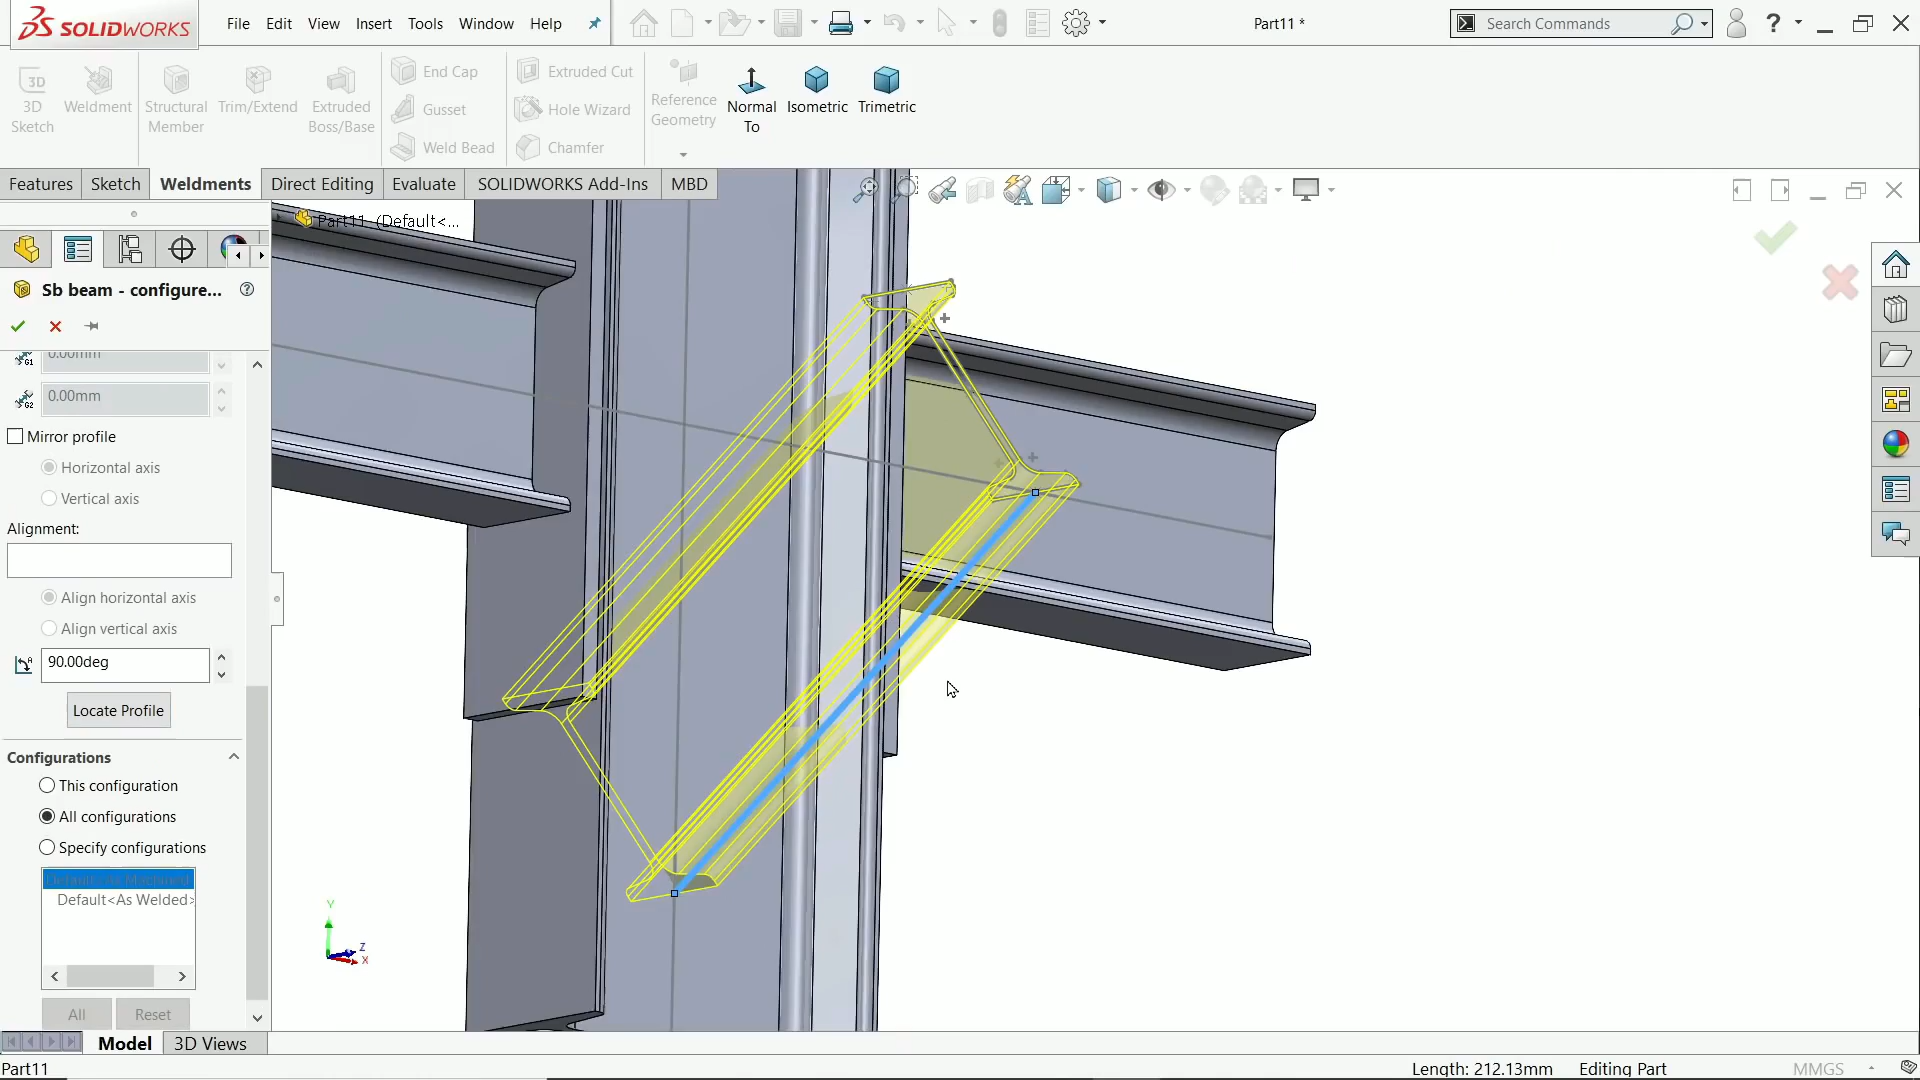 SOLIDWORKS
File Edit View Insert Tools Window Help
Part11 *
Search Commands
?
3D Sketch
Weldment
Structural Member
Trim/Extend
Extruded Boss/Base
End Cap
Gusset
Weld Bead
Extruded Cut
Hole Wizard
Chamfer
Reference Geometry
Normal To
Isometric
Trimetric
Features Sketch Weldments Direct Editing Evaluate SOLIDWORKS Add-Ins MBD
Part11 (Default<...
Sb beam - configure...
0.00mm
0.00mm
Mirror profile
Horizontal axis
Vertical axis
Alignment:
Align horizontal axis
Align vertical axis
90.00deg
Locate Profile
Configurations
This configuration
All configurations
Specify configurations
Default<As Welded>
All Reset
Y
Z
X
Model 3D Views
Part11
Length: 212.13mm Editing Part MMGS